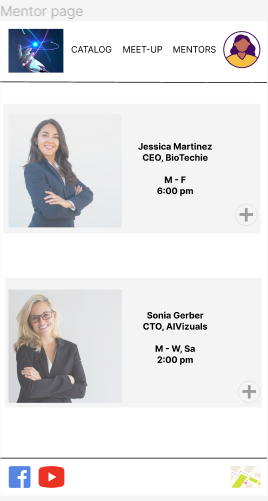 Mentor page
CATALOG MEET-UP MENTORS
Jessica Martinez
CEO, BioTechie
M - F
6:00 pm
Sonia Gerber
CTO, AIVizuals
M - W, Sa
2:00 pm